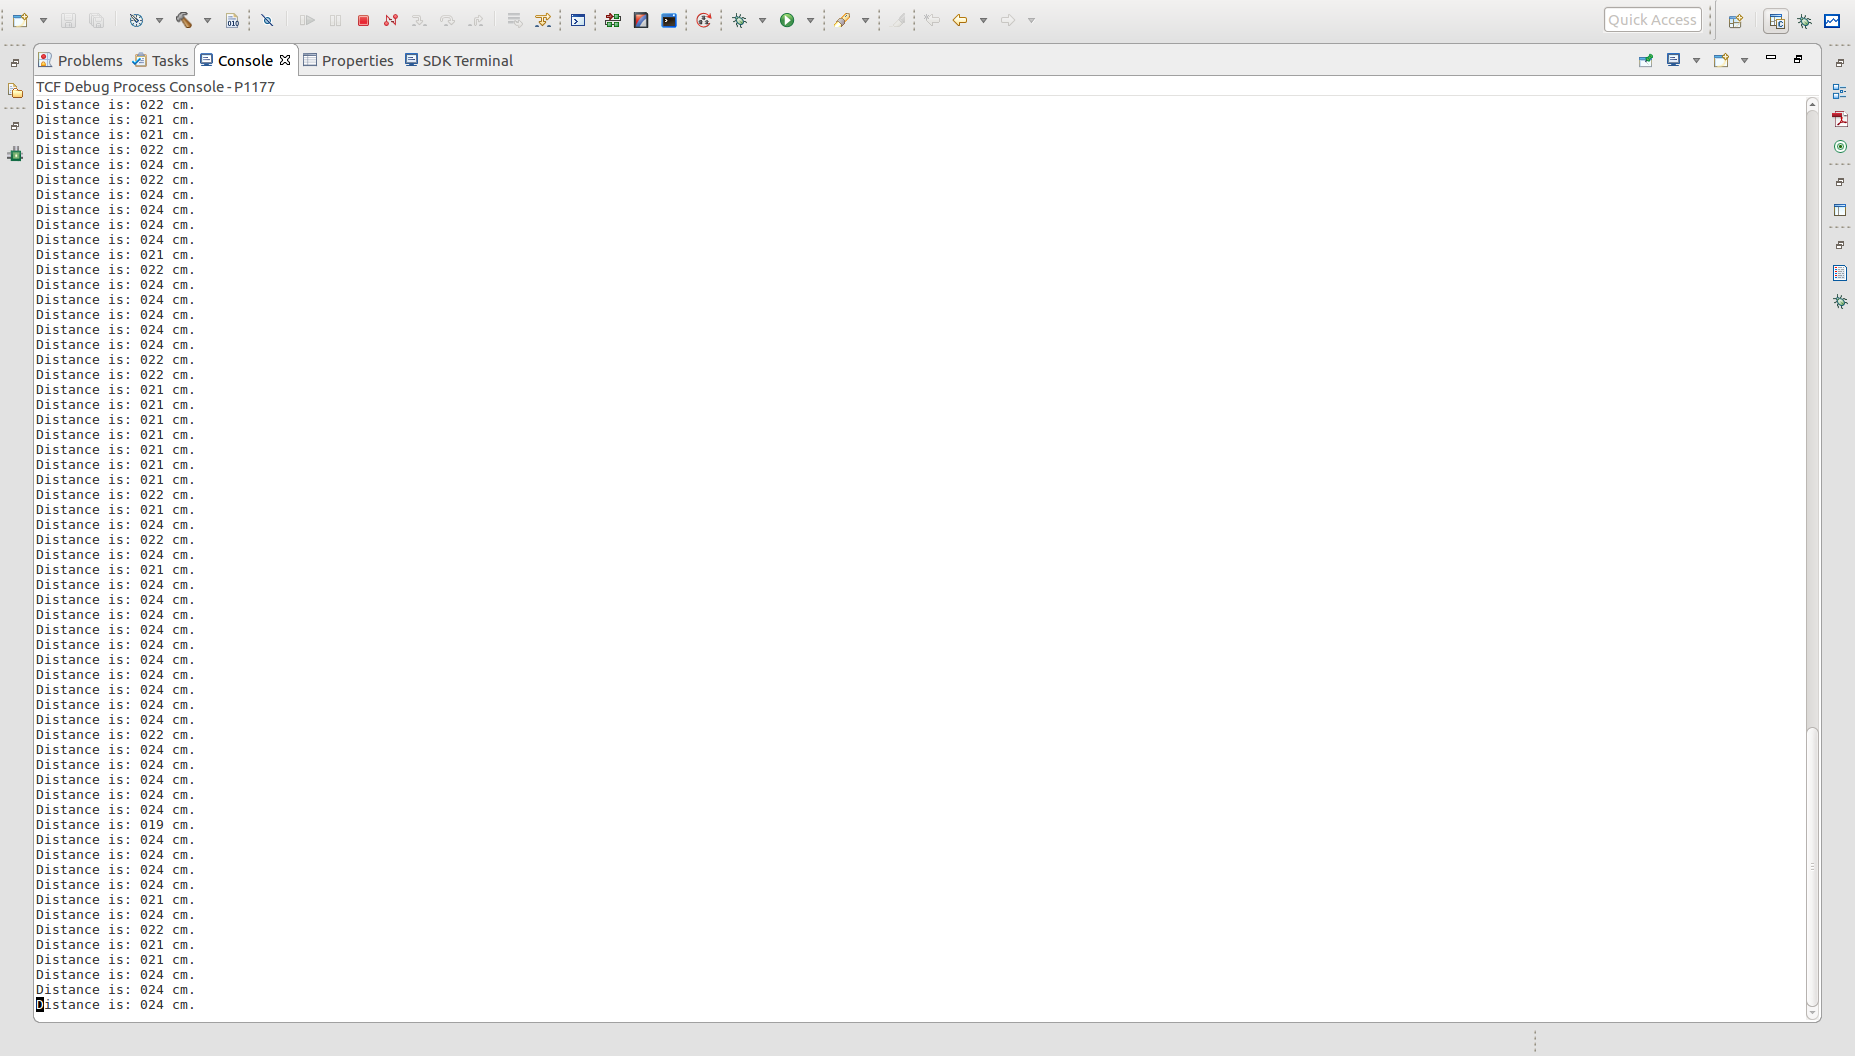 Quick Access
Problems Tasks Console Properties SDK Terminal
TCF Debug Process Console - P1177
Distance is: 022 cm.
Distance is: 021 cm.
Distance is: 021 cm.
Distance is: 022 cm.
Distance is: 024 cm.
Distance is: 022 cm.
Distance is: 024 cm.
Distance is: 024 cm.
Distance is: 024 cm.
Distance is: 024 cm.
Distance is: 021 cm.
Distance is: 022 cm.
Distance is: 024 cm.
Distance is: 024 cm.
Distance is: 024 cm.
Distance is: 024 cm.
Distance is: 024 cm.
Distance is: 022 cm.
Distance is: 022 cm.
Distance is: 021 cm.
Distance is: 021 cm.
Distance is: 021 cm.
Distance is: 021 cm.
Distance is: 021 cm.
Distance is: 021 cm.
Distance is: 021 cm.
Distance is: 022 cm.
Distance is: 021 cm.
Distance is: 024 cm.
Distance is: 022 cm.
Distance is: 024 cm.
Distance is: 021 cm.
Distance is: 024 cm.
Distance is: 024 cm.
Distance is: 024 cm.
Distance is: 024 cm.
Distance is: 024 cm.
Distance is: 024 cm.
Distance is: 024 cm.
Distance is: 024 cm.
Distance is: 024 cm.
Distance is: 024 cm.
Distance is: 022 cm.
Distance is: 024 cm.
Distance is: 024 cm.
Distance is: 024 cm.
Distance is: 024 cm.
Distance is: 024 cm.
Distance is: 019 cm.
Distance is: 024 cm.
Distance is: 024 cm.
Distance is: 024 cm.
Distance is: 024 cm.
Distance is: 021 cm.
Distance is: 024 cm.
Distance is: 022 cm.
Distance is: 021 cm.
Distance is: 021 cm.
Distance is: 024 cm.
Distance is: 024 cm.
Distance is: 024 cm.